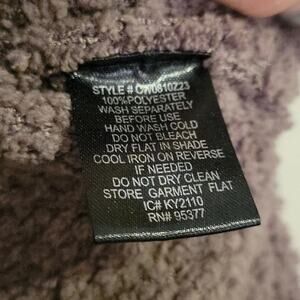 STYLE # CW0810Z23
100%POLYESTER
WASH SEPARATELY
BEFORE USE
HAND WASH COLD
DO NOT BLEACH
DRY FLAT IN SHADE
COOL IRON ON REVERSE
IF NEEDED
DO NOT DRY CLEAN
STORE GARMENT FLAT
IC# KY2110
RN# 95377